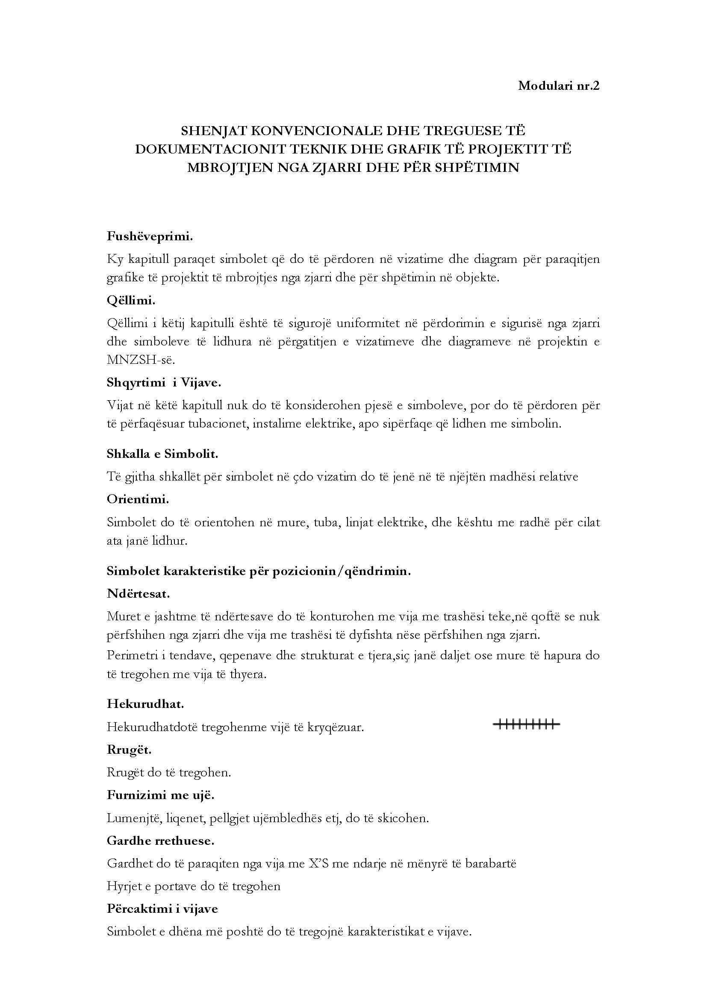 Modulari nr.2
SHENJAT KONVENCIONALE DHE TREGUESE TË
DOKUMENTACIONIT TEKNIK DHE GRAFIK TË PROJEKTIT TË
MBROJTJEN NGA ZJARRI DHE PËR SHPËTIMIN
Fushëveprimi.
Ky kapitull paraqet simbolet që do të përdoren në vizatime dhe diagram për paraqitjen
grafike të projektit të mbrojtjes nga zjarri dhe për shpëtimin në objekte.
Qëllimi.
Qëllimi i këtij kapitulli është të sigurojë uniformitet në përdorimin e sigurisë nga zjarri
dhe simboleve të lidhura në përgatitjen e vizatimeve dhe diagrameve në projektin e
MNZSH-së.
Shqyrtimi i Vijave.
Vijat në këtë kapitull nuk do të konsiderohen pjesë e simboleve, por do të përdoren për
të përfaqësuar tubacionet, instalime elektrike, apo sipërfaqe që lidhen me simbolin.
Shkalla e Simbolit.
Të gjitha shkallët për simbolet në çdo vizatim do të jenë në të njëjtën madhësi relative
Orientimi.
Simbolet do të orientohen në mure, tuba, linjat elektrike, dhe kështu me radhë për cilat
ata janë lidhur.
Simbolet karakteristike për pozicionin/qëndrimin.
Ndërtesat.
Muret e jashtme të ndërtesave do të konturohen me vija me trashësi teke,në qoftë se nuk
përfshihen nga zjarri dhe vija me trashësi të dyfishta nëse përfshihen nga zjarri.
Perimetri i tendave, qepenave dhe strukturat e tjera,siç janë daljet ose mure të hapura do
të tregohen me vija të thyera.
Hekurudhat.
Hekurudhatdotë tregohenme vijë të kryqëzuar.
Rrugët.
Rrugët do të tregohen.
Furnizimi me ujë.
Lumenjtë, liqenet, pellgjet ujëmbledhës etj, do të skicohen.
Gardhe rrethuese.
Gardhet do të paraqiten nga vija me X’S me ndarje në mënyrë të barabartë
Hyrjet e portave do të tregohen
Përcaktimi i vijave
Simbolet e dhëna më poshtë do të tregojnë karakteristikat e vijave.